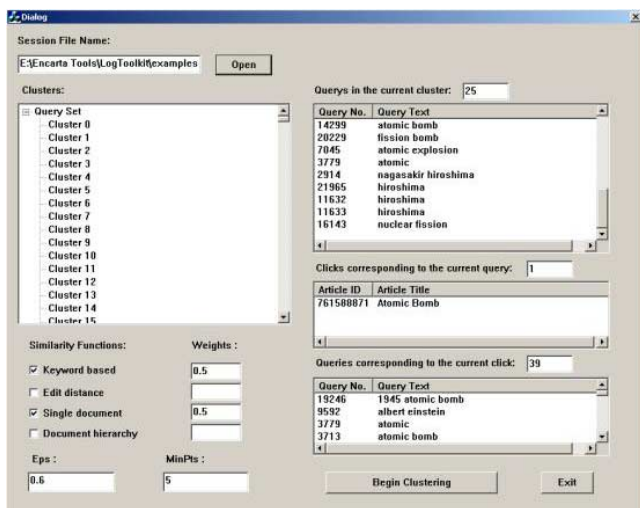 Dialog
Session File Name:
E:\Encarta Tools\LogToolkit\examples
Open
Clusters:
Query Set
Cluster 0
Cluster 1
Cluster 2
Cluster 3
Cluster 4
Cluster 5
Cluster 6
Cluster 7
Cluster 8
Cluster 9
Cluster 10
Cluster 11
Cluster 12
Cluster 13
Cluster 14
Cluster 15
Similarity Functions: Weights :
Keyword based 0.5
Edit distance
Single document 0.5
Document hierarchy
Eps : MinPts :
0.6 5
Querys in the current cluster: 25
Query No. Query Text
14299 atomic bomb
20229 fission bomb
7045 atomic explosion
3779 atomic
2914 nagasakir hiroshima
21965 hiroshima
11632 hiroshima
11633 hiroshima
16143 nuclear fission
Clicks corresponding to the current query: 1
Article ID Article Title
761588871 Atomic Bomb
Queries corresponding to the current click: 39
Query No. Query Text
19246 1945 atomic bomb
9592 albert einstein
3779 atomic
3713 atomic bomb
Begin Clustering Exit